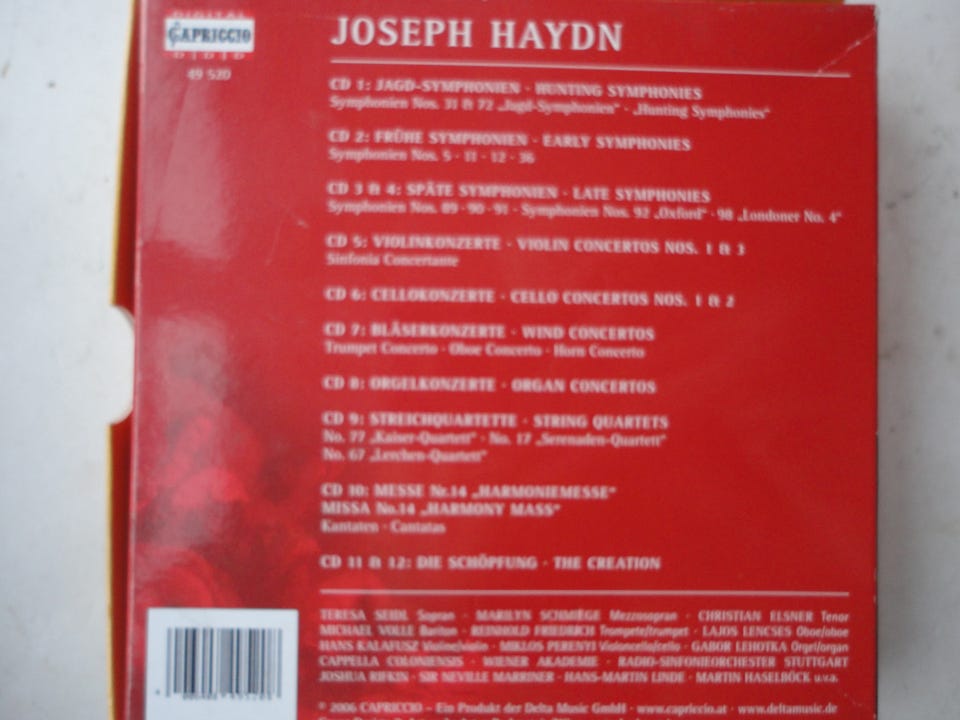 DIGITAL
CAPRICCIO
49 520
JOSEPH HAYDN
CD 1: JAGD-SYMPHONIEN · HUNTING SYMPHONIES
Symphonien Nos. 31 & 72 „Jagd-Symphonien“ · „Hunting Symphonies“
CD 2: FRÜHE SYMPHONIEN · EARLY SYMPHONIES
Symphonien Nos. 5 · 11 · 12 · 36
CD 3 & 4: SPÄTE SYMPHONIEN · LATE SYMPHONIES
Symphonien Nos. 89 · 90 · 91 · Symphonien Nos. 92 „Oxford“ · 98 „Londoner No. 4“
CD 5: VIOLINKONZERTE · VIOLIN CONCERTOS NOS. 1 & 3
Sinfonia Concertante
CD 6: CELLOKONZERTE · CELLO CONCERTOS NOS. 1 & 2
CD 7: BLÄSERKONZERTE · WIND CONCERTOS
Trumpet Concerto · Oboe Concerto · Horn Concerto
CD 8: ORGELKONZERTE · ORGAN CONCERTOS
CD 9: STREICHQUARTETTE · STRING QUARTETS
No. 77 „Kaiser-Quartett“ · No. 17 „Serenaden-Quartett“
No. 67 „Lerchen-Quartett“
CD 10: MESSE Nr.14 „HARMONIEMESSE“
MISSA No.14 „HARMONY MASS“
Kantaten · Cantatas
CD 11 & 12: DIE SCHÖPFUNG · THE CREATION
TERESA SEIDL Sopran · MARILYN SCHMIEGE Mezzosopran · CHRISTIAN ELSNER Tenor
MICHAEL VOLLE Bariton · REINHOLD FRIEDRICH Trompete/trumpet · LAJOS LENCSES Oboe/oboe
HANS KALAFUSZ Violine/violin · MIKLOS PERENYI Violoncello/cello · GABOR LEHOTKA Orgel/organ
CAPPELLA COLONIENSIS · WIENER AKADEMIE · RADIO-SINFONIEORCHESTER STUTTGART
JOSHUA RIFKIN · SIR NEVILLE MARRINER · HANS-MARTIN LINDE · MARTIN HASELBÖCK u.v.a.
℗ 2006 CAPRICCIO – Ein Produkt der Delta Music GmbH · www.capriccio.at · www.deltamusic.de